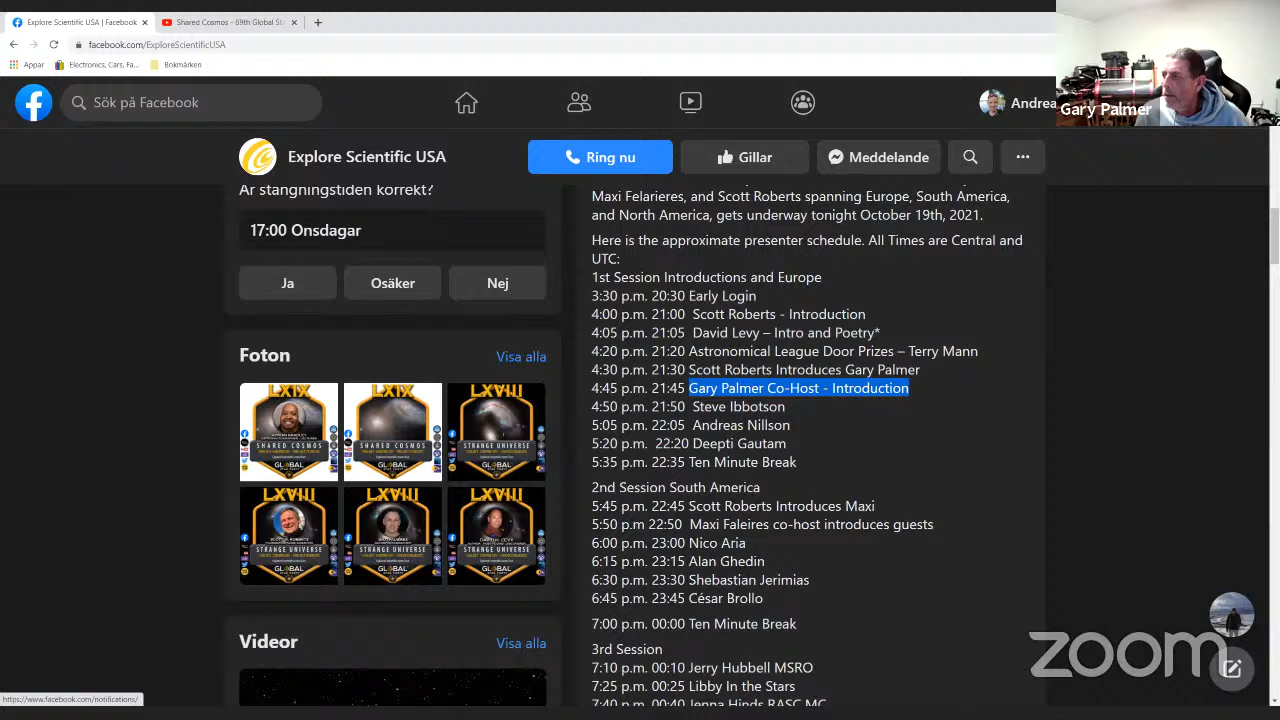 Explore Scientific USA | Facebook
Shared Cosmos - 69th Global St
facebook.com/ExploreScientificUSA
Appar
Electronics, Cars, Fa...
Bokmärken
Sök på Facebook
Andrea
Gary Palmer
Explore Scientific USA
Ring nu
Gillar
Meddelande
Är stängningstiden korrekt?
17:00 Onsdagar
Ja
Osäker
Nej
Foton
Visa alla
LXIX
SHARED COSMOS
GLOBAL
SHARED COSMOS
GLOBAL
STRANGE UNIVERSE
GLOBAL
LXVIII
STRANGE UNIVERSE
GLOBAL
LXVIII
STRANGE UNIVERSE
GLOBAL
LXVIII
STRANGE UNIVERSE
GLOBAL
Videor
Visa alla
Maxi Felarieres, and Scott Roberts spanning Europe, South America,
and North America, gets underway tonight October 19th, 2021.
Here is the approximate presenter schedule. All Times are Central and
UTC:
1st Session Introductions and Europe
3:30 p.m. 20:30 Early Login
4:00 p.m. 21:00 Scott Roberts - Introduction
4:05 p.m. 21:05 David Levy – Intro and Poetry*
4:20 p.m. 21:20 Astronomical League Door Prizes – Terry Mann
4:30 p.m. 21:30 Scott Roberts Introduces Gary Palmer
4:45 p.m. 21:45 Gary Palmer Co-Host - Introduction
4:50 p.m. 21:50 Steve Ibbotson
5:05 p.m. 22:05 Andreas Nillson
5:20 p.m. 22:20 Deepti Gautam
5:35 p.m. 22:35 Ten Minute Break
2nd Session South America
5:45 p.m. 22:45 Scott Roberts Introduces Maxi
5:50 p.m 22:50 Maxi Faleires co-host introduces guests
6:00 p.m. 23:00 Nico Aria
6:15 p.m. 23:15 Alan Ghedin
6:30 p.m. 23:30 Shebastian Jerimias
6:45 p.m. 23:45 César Brollo
7:00 p.m. 00:00 Ten Minute Break
3rd Session
7:10 p.m. 00:10 Jerry Hubbell MSRO
7:25 p.m. 00:25 Libby In the Stars
7:40 p.m. 00:40 Jenna Hinds RASC MC
zoom
https://www.facebook.com/notifications/